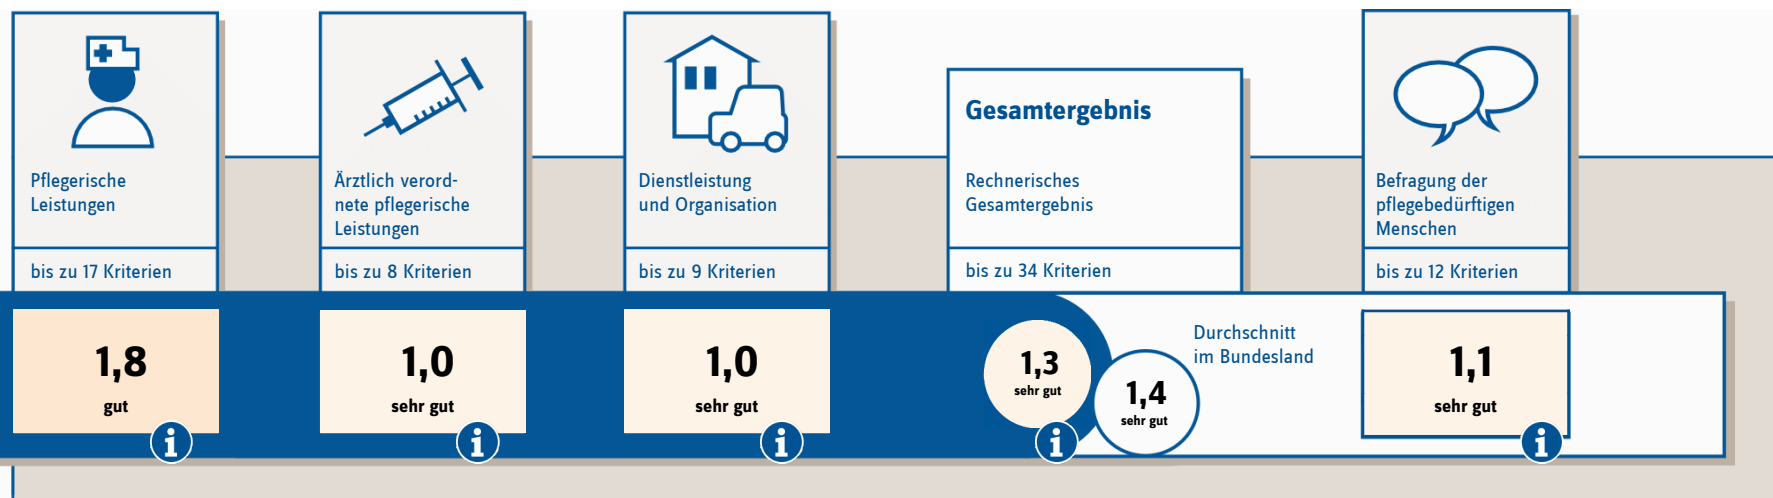 Pflegerische
Leistungen
bis zu 17 Kriterien
1,8
gut
Ärztlich verord-
nete pflegerische
Leistungen
bis zu 8 Kriterien
1,0
sehr gut
Dienstleistung
und Organisation
bis zu 9 Kriterien
1,0
sehr gut
Gesamtergebnis
Rechnerisches
Gesamtergebnis
bis zu 34 Kriterien
1,3
sehr gut
1,4
sehr gut
Durchschnitt
im Bundesland
Befragung der
pflegebedürftigen
Menschen
bis zu 12 Kriterien
1,1
sehr gut